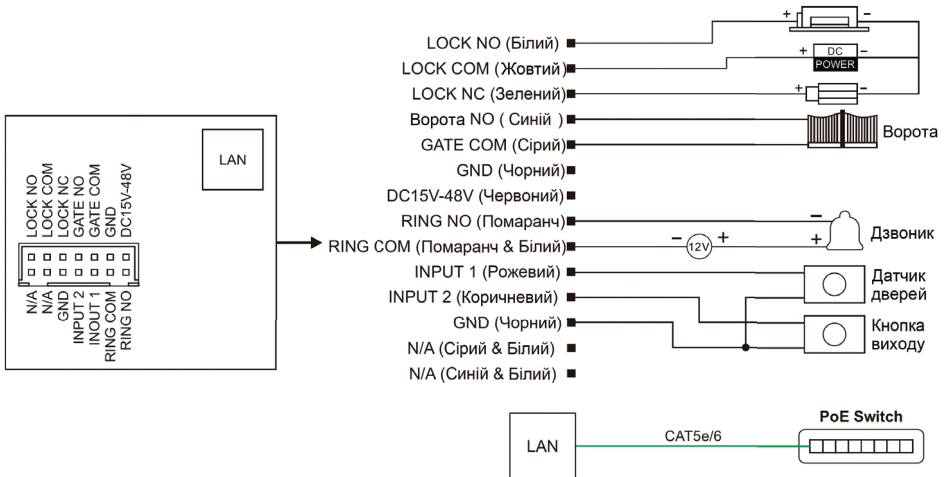 LAN
LOCK NO
LOCK COM
LOCK NC
GATE NO
GATE COM
GND
DC15V-48V
N/A
N/A
GND
INPUT 2
INOUT 1
RING COM
RING NO
LOCK NO (Білий)
LOCK COM (Жовтий)
LOCK NC (Зелений)
Ворота NO ( Синій )
GATE COM (Сірий)
GND (Чорний)
DC15V-48V (Червоний)
RING NO (Помаранч)
RING COM (Помаранч & Білий)
INPUT 1 (Рожевий)
INPUT 2 (Коричневий)
GND (Чорний)
N/A (Сірий & Білий)
N/A (Синій & Білий)
+ −
+ DC −
POWER
+ −
Ворота
−
− 12V + +
Дзвоник
Датчик
дверей
Кнопка
виходу
LAN
CAT5e/6
PoE Switch